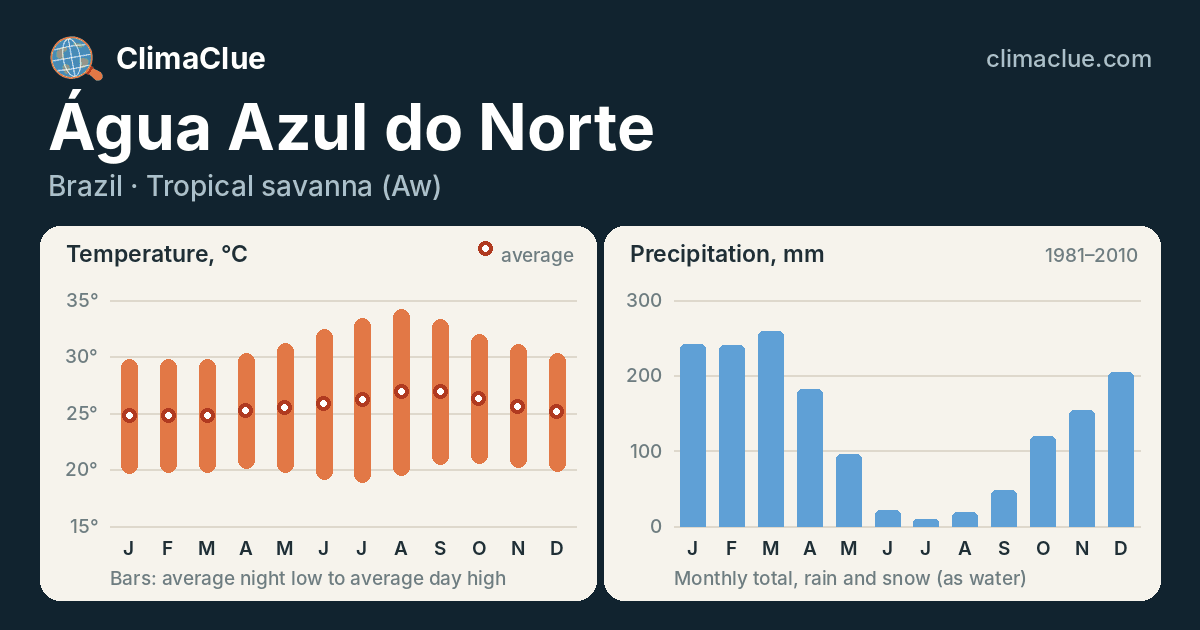 ClimaClue
climaclue.com
Água Azul do Norte
Brazil · Tropical savanna (Aw)
Temperature, °C
average
35°
30°
25°
20°
15°
J F M A M J J A S O N D
Bars: average night low to average day high
Precipitation, mm
1981–2010
300
200
100
0
J F M A M J J A S O N D
Monthly total, rain and snow (as water)